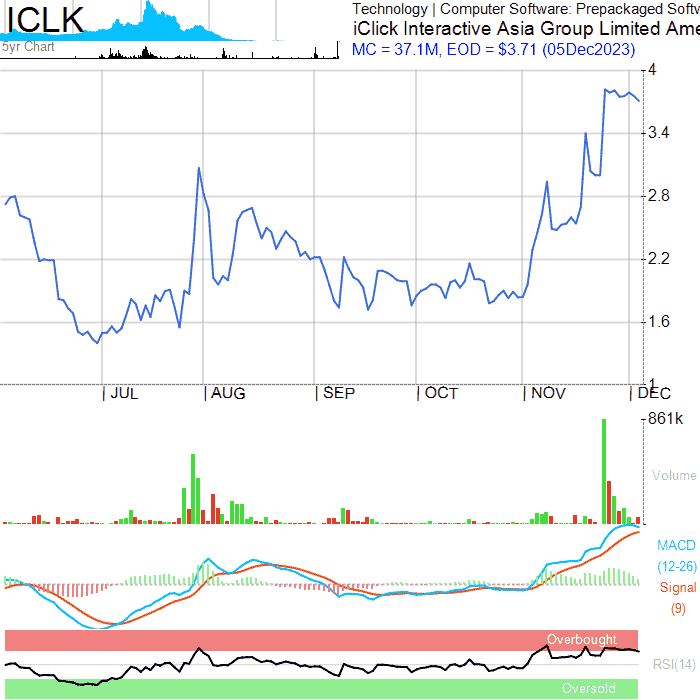 ICLK
5yr Chart
Technology | Computer Software: Prepackaged Softw
iClick Interactive Asia Group Limited Ame
MC = 37.1M, EOD = $3.71 (05Dec2023)
4
3.4
2.8
2.2
1.6
1
| JUL | AUG | SEP | OCT | NOV | DEC
861k
Volume
MACD
(12-26)
Signal
(9)
Overbought
RSI(14)
Oversold